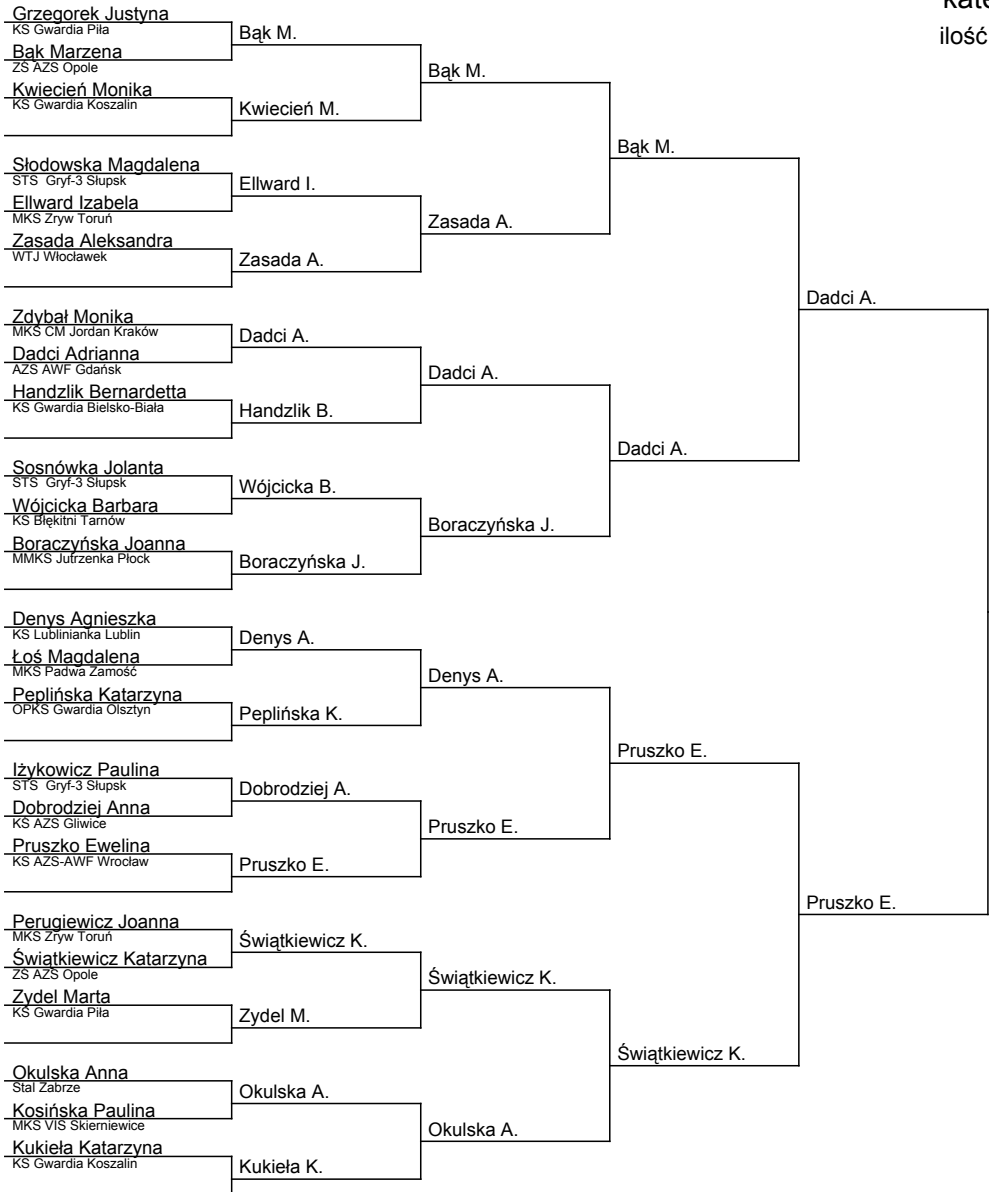 Grzegorek Justyna
KS Gwardia Piła
Bąk Marzena
ZS AZS Opole
Kwiecień Monika
KS Gwardia Koszalin
Słodowska Magdalena
STS Gryf-3 Słupsk
Ellward Izabela
MKS Zryw Toruń
Zasada Aleksandra
WTJ Włocławek
Zdybał Monika
MKS CM Jordan Kraków
Dadci Adrianna
AZS AWF Gdańsk
Handzlik Bernardetta
KS Gwardia Bielsko-Biała
Sosnówka Jolanta
STS Gryf-3 Słupsk
Wójcicka Barbara
KS Błękitni Tarnów
Boraczyńska Joanna
MMKS Jutrzenka Płock
Denys Agnieszka
KS Lublinianka Lublin
Łoś Magdalena
MKS Padwa Zamość
Peplińska Katarzyna
OPKS Gwardia Olsztyn
Iżykowicz Paulina
STS Gryf-3 Słupsk
Dobrodziej Anna
KS AZS Gliwice
Pruszko Ewelina
KS AZS-AWF Wrocław
Perugiewicz Joanna
MKS Zryw Toruń
Świątkiewicz Katarzyna
ZS AZS Opole
Zydel Marta
KS Gwardia Piła
Okulska Anna
Stal Zabrze
Kosińska Paulina
MKS VIS Skierniewice
Kukieła Katarzyna
KS Gwardia Koszalin
Bąk M.
Kwiecień M.
Ellward I.
Zasada A.
Dadci A.
Handzlik B.
Wójcicka B.
Boraczyńska J.
Denys A.
Peplińska K.
Dobrodziej A.
Pruszko E.
Świątkiewicz K.
Zydel M.
Okulska A.
Kukieła K.
Bąk M.
Zasada A.
Dadci A.
Boraczyńska J.
Denys A.
Pruszko E.
Świątkiewicz K.
Okulska A.
Bąk M.
Dadci A.
Pruszko E.
Świątkiewicz K.
Dadci A.
Pruszko E.
ilość